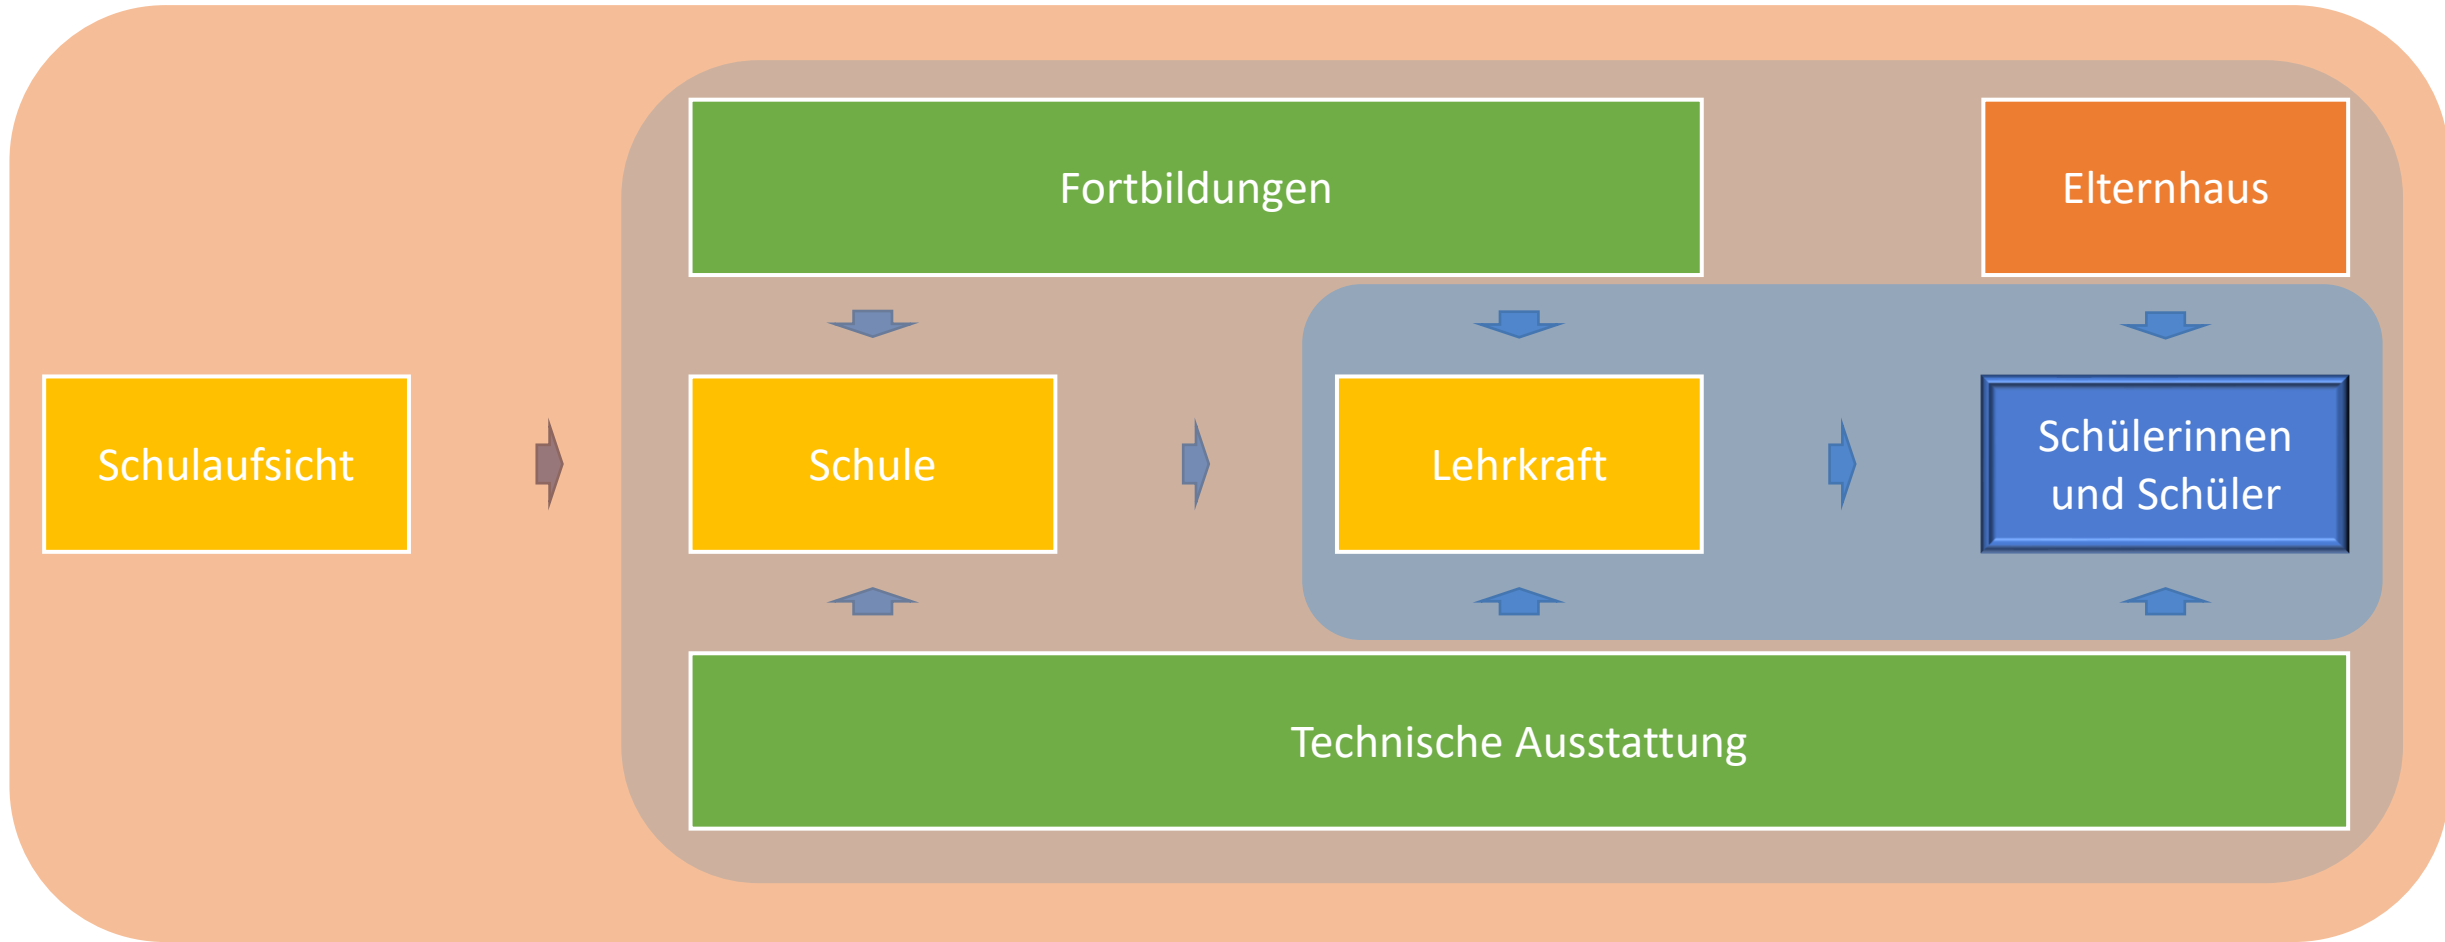 Fortbildungen
Elternhaus
Schulaufsicht
Schule
Lehrkraft
Schülerinnen
und Schüler
Technische Ausstattung